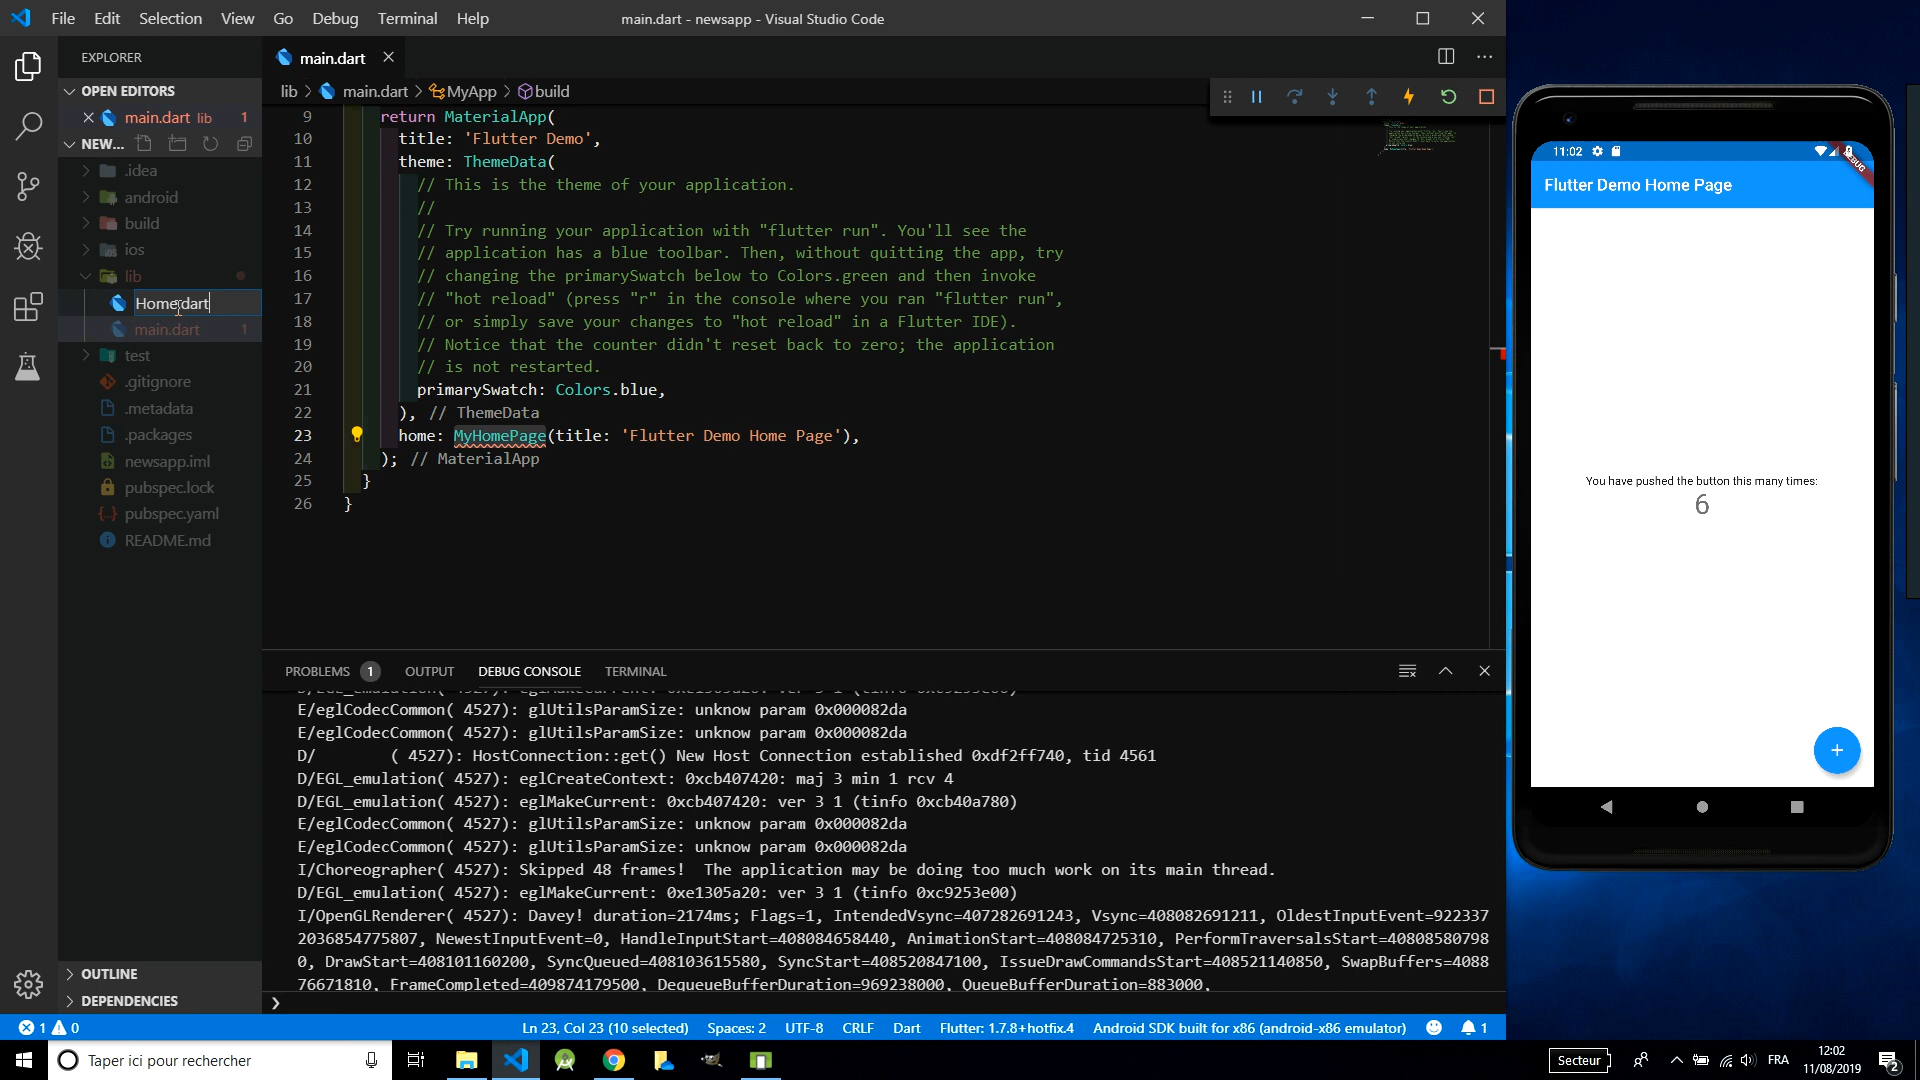 File Edit Selection View Go Debug Terminal Help
main.dart - newsapp - Visual Studio Code
EXPLORER
OPEN EDITORS
main.dart lib 1
NEW...
.idea
android
build
ios
lib
Home.dart
main.dart 1
test
.gitignore
.metadata
.packages
newsapp.iml
pubspec.lock
pubspec.yaml
README.md
OUTLINE
DEPENDENCIES
main.dart
lib > main.dart > MyApp > build
9 return MaterialApp(
10 title: 'Flutter Demo',
11 theme: ThemeData(
12 // This is the theme of your application.
13 //
14 // Try running your application with "flutter run". You'll see the
15 // application has a blue toolbar. Then, without quitting the app, try
16 // changing the primarySwatch below to Colors.green and then invoke
17 // "hot reload" (press "r" in the console where you ran "flutter run",
18 // or simply save your changes to "hot reload" in a Flutter IDE).
19 // Notice that the counter didn't reset back to zero; the application
20 // is not restarted.
21 primarySwatch: Colors.blue,
22 ), // ThemeData
23 home: MyHomePage(title: 'Flutter Demo Home Page'),
24 ); // MaterialApp
25 }
26 }
PROBLEMS 1 OUTPUT DEBUG CONSOLE TERMINAL
E/eglCodecCommon( 4527): glUtilsParamSize: unknow param 0x000082da
E/eglCodecCommon( 4527): glUtilsParamSize: unknow param 0x000082da
D/ ( 4527): HostConnection::get() New Host Connection established 0xdf2ff740, tid 4561
D/EGL_emulation( 4527): eglCreateContext: 0xcb407420: maj 3 min 1 rcv 4
D/EGL_emulation( 4527): eglMakeCurrent: 0xcb407420: ver 3 1 (tinfo 0xcb40a780)
E/eglCodecCommon( 4527): glUtilsParamSize: unknow param 0x000082da
E/eglCodecCommon( 4527): glUtilsParamSize: unknow param 0x000082da
I/Choreographer( 4527): Skipped 48 frames! The application may be doing too much work on its main thread.
D/EGL_emulation( 4527): eglMakeCurrent: 0xe1305a20: ver 3 1 (tinfo 0xc9253e00)
I/OpenGLRenderer( 4527): Davey! duration=2174ms; Flags=1, IntendedVsync=407282691243, Vsync=408082691211, OldestInputEvent=922337
2036854775807, NewestInputEvent=0, HandleInputStart=408084658440, AnimationStart=408084725310, PerformTraversalsStart=40808580798
0, DrawStart=408101160200, SyncQueued=408103615580, SyncStart=408520847100, IssueDrawCommandsStart=408521140850, SwapBuffers=4088
76671810, FrameCompleted=409874179500, DequeueBufferDuration=969238000, QueueBufferDuration=883000,
1 0
Ln 23, Col 23 (10 selected) Spaces: 2 UTF-8 CRLF Dart Flutter: 1.7.8+hotfix.4 Android SDK built for x86 (android-x86 emulator) 1
11:02
DEBUG
Flutter Demo Home Page
You have pushed the button this many times:
6
+
Taper ici pour rechercher
Secteur
FRA
12:02
11/08/2019
2